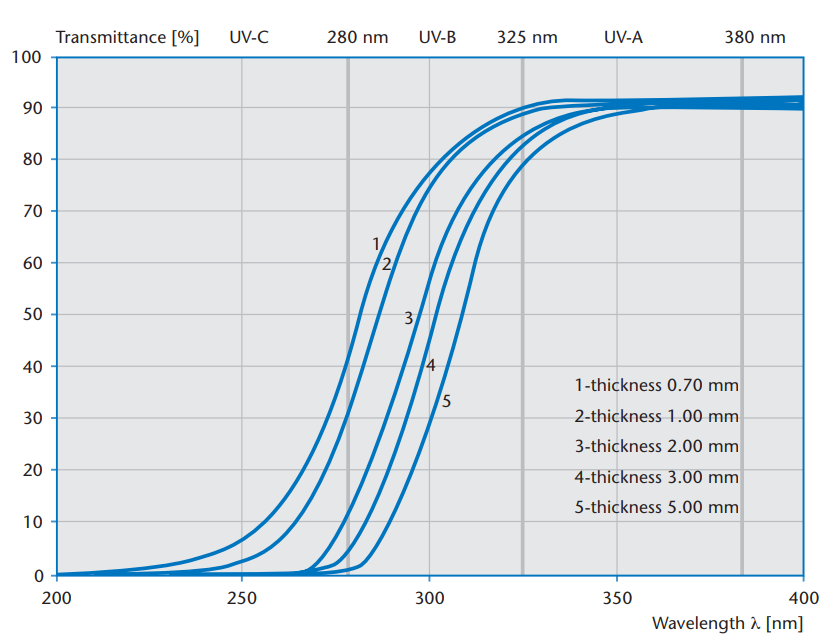 Transmittance [%] UV-C 280 nm UV-B 325 nm UV-A 380 nm
100
90
80
70
60
50
40
30
20
10
0
1
2
3
4
5
1-thickness 0.70 mm
2-thickness 1.00 mm
3-thickness 2.00 mm
4-thickness 3.00 mm
5-thickness 5.00 mm
200 250 300 350 400
Wavelength λ [nm]